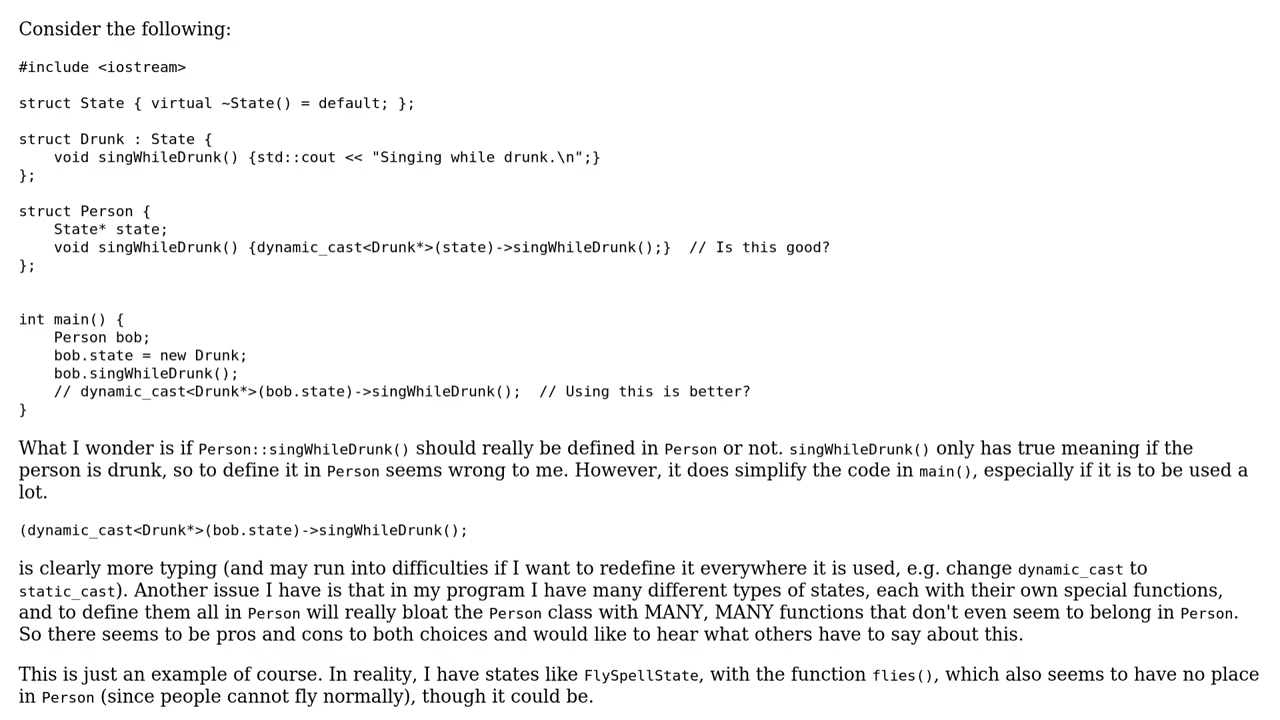 Consider the following:
#include <iostream>
struct State { virtual ~State() = default; };
struct Drunk : State {
    void singWhileDrunk() {std::cout << "Singing while drunk.\n";}
};
struct Person {
    State* state;
    void singWhileDrunk() {dynamic_cast<Drunk*>(state)->singWhileDrunk();}  // Is this good?
};
int main() {
    Person bob;
    bob.state = new Drunk;
    bob.singWhileDrunk();
    // dynamic_cast<Drunk*>(bob.state)->singWhileDrunk();  // Using this is better?
}
What I wonder is if Person::singWhileDrunk() should really be defined in Person or not. singWhileDrunk() only has true meaning if the
person is drunk, so to define it in Person seems wrong to me. However, it does simplify the code in main(), especially if it is to be used a
lot.
(dynamic_cast<Drunk*>(bob.state)->singWhileDrunk();
is clearly more typing (and may run into difficulties if I want to redefine it everywhere it is used, e.g. change dynamic_cast to
static_cast). Another issue I have is that in my program I have many different types of states, each with their own special functions,
and to define them all in Person will really bloat the Person class with MANY, MANY functions that don't even seem to belong in Person.
So there seems to be pros and cons to both choices and would like to hear what others have to say about this.
This is just an example of course. In reality, I have states like FlySpellState, with the function flies(), which also seems to have no place
in Person (since people cannot fly normally), though it could be.